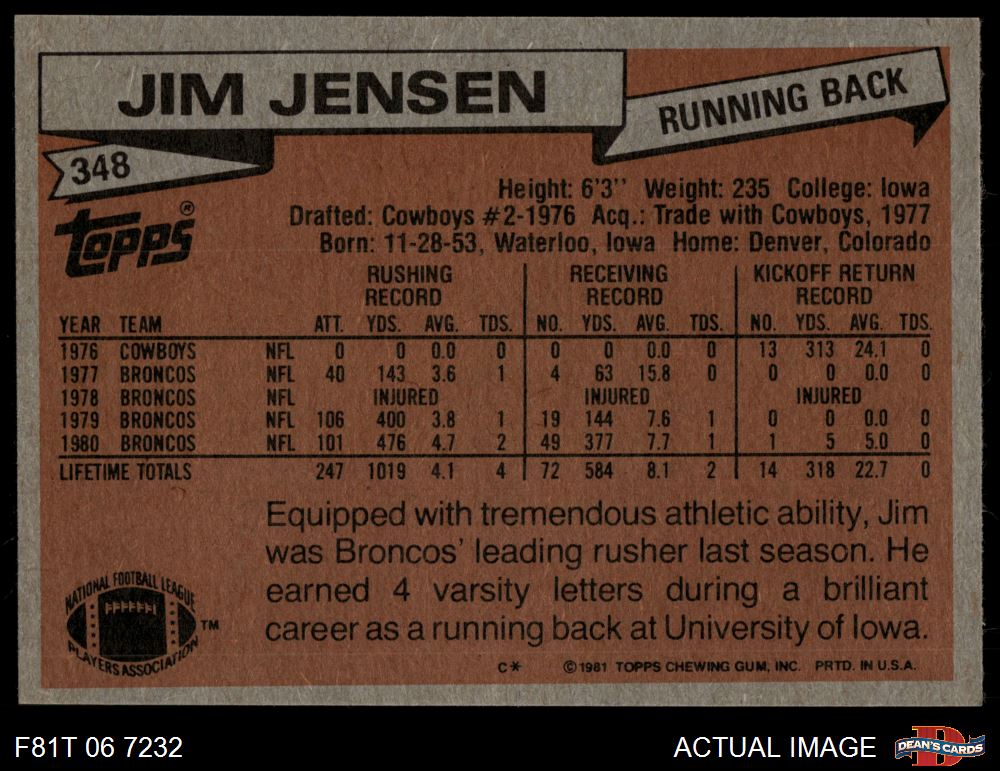 JIM JENSEN
RUNNING BACK
348
topps®
Height: 6'3'' Weight: 235 College: Iowa
Drafted: Cowboys #2-1976 Acq.: Trade with Cowboys, 1977
Born: 11-28-53, Waterloo, Iowa Home: Denver, Colorado
RUSHING RECORD RECEIVING RECORD KICKOFF RETURN RECORD
YEAR TEAM ATT. YDS. AVG. TDS. NO. YDS. AVG. TDS. NO. YDS. AVG. TDS.
1976 COWBOYS NFL 0 0 0.0 0 0 0 0.0 0 13 313 24.1 0
1977 BRONCOS NFL 40 143 3.6 1 4 63 15.8 0 0 0 0.0 0
1978 BRONCOS NFL INJURED INJURED INJURED
1979 BRONCOS NFL 106 400 3.8 1 19 144 7.6 1 0 0 0.0 0
1980 BRONCOS NFL 101 476 4.7 2 49 377 7.7 1 1 5 5.0 0
LIFETIME TOTALS 247 1019 4.1 4 72 584 8.1 2 14 318 22.7 0
Equipped with tremendous athletic ability, Jim
was Broncos' leading rusher last season. He
earned 4 varsity letters during a brilliant
career as a running back at University of Iowa.
NATIONAL FOOTBALL LEAGUE
PLAYERS ASSOCIATION
TM
C* ©1981 TOPPS CHEWING GUM, INC. PRTD. IN U.S.A.
F81T 06 7232
ACTUAL IMAGE
D
DEAN'S CARDS